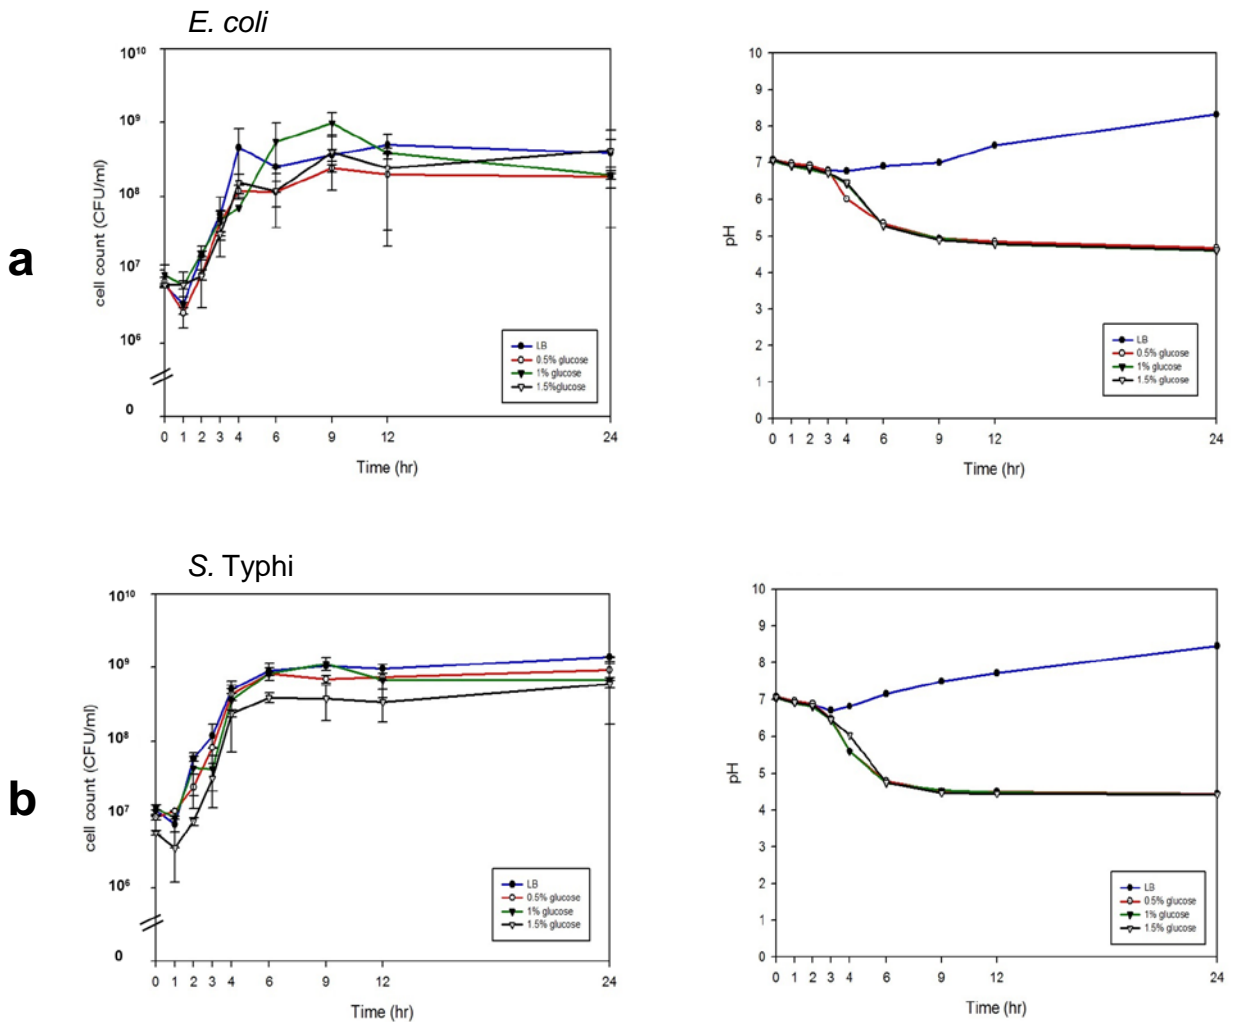 E. coli
a
cell count (CFU/ml)
10^10
10^9
10^8
10^7
10^6
0
0 1 2 3 4 6 9 12 24
Time (hr)
LB
0.5% glucose
1% glucose
1.5%glucose
pH
10
9
8
7
6
5
4
3
2
1
0
0 1 2 3 4 6 9 12 24
Time (hr)
LB
0.5% glucose
1% glucose
1.5% glucose
S. Typhi
b
cell count (CFU/ml)
10^10
10^9
10^8
10^7
10^6
0
0 1 2 3 4 6 9 12 24
Time (hr)
LB
0.5% glucose
1% glucose
1.5% glucose
pH
10
9
8
7
6
5
4
3
2
1
0
0 1 2 3 4 6 9 12 24
Time (hr)
LB
0.5% glucose
1% glucose
1.5% glucose